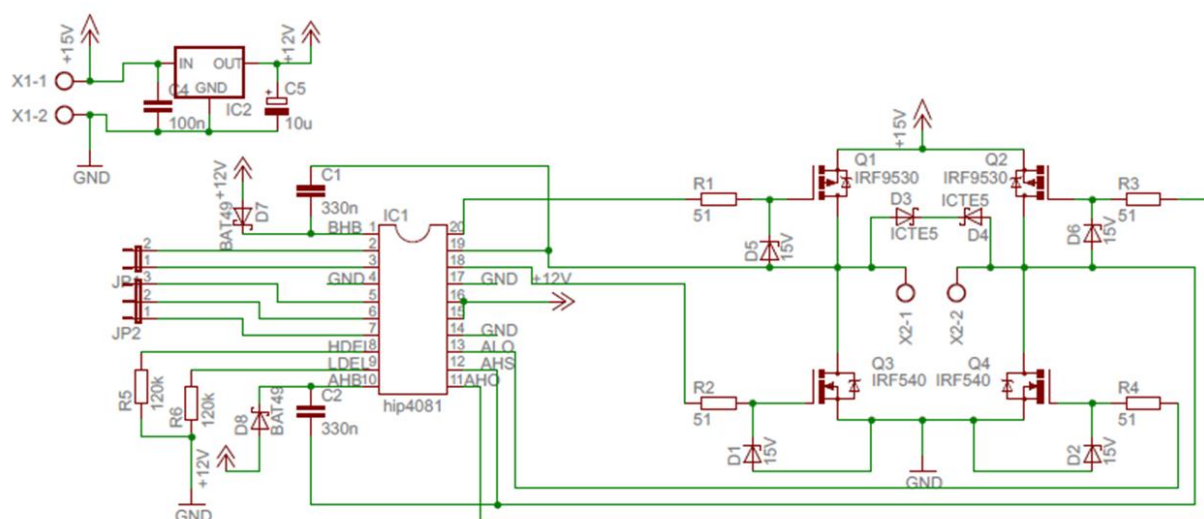 +15V
+12V
X1-1
IN OUT
GND
C4
IC2
C5
X1-2
100n
10u
GND
+12V
C1
330n
BAT49
D7
IC1
BHB
1 20
2 19
3 18
GND 4 17 GND
+12V
5 16
6 15
7 14 GND
HDEL 8 13 ALO
LDEL 9 12 AHS
AHB 10 11 AHO
hip4081
2
1
3
2
1
JP2
R5
120k
R6
120k
D8
BAT49
C2
330n
+12V
GND
+15V
Q1
IRF9530
Q2
IRF9530
R1
51
R3
51
D3
ICTE5
ICTE5
D4
D5
15V
D6
15V
X2-1
X2-2
Q3
IRF540
Q4
IRF540
R2
51
R4
51
D1
15V
D2
15V
GND